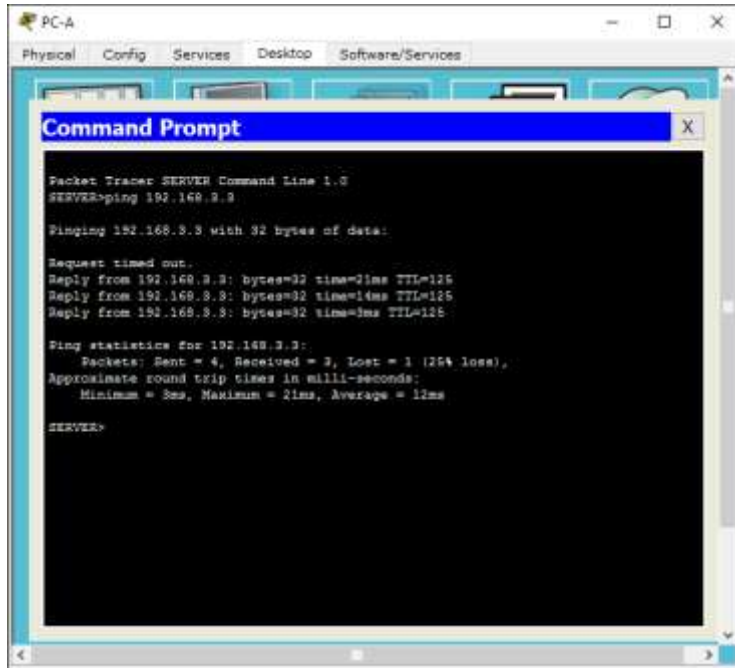 PC-A
Physical Config Services Desktop Software/Services
Command Prompt X
Packet Tracer SERVER Command Line 1.0
SERVER>ping 192.168.3.3
Pinging 192.168.3.3 with 32 bytes of data:
Request timed out.
Reply from 192.168.3.3: bytes=32 time=21ms TTL=125
Reply from 192.168.3.3: bytes=32 time=14ms TTL=125
Reply from 192.168.3.3: bytes=32 time=3ms TTL=125
Ping statistics for 192.168.3.3:
Packets: Sent = 4, Received = 3, Lost = 1 (25% loss),
Approximate round trip times in milli-seconds:
Minimum = 3ms, Maximum = 21ms, Average = 12ms
SERVER>